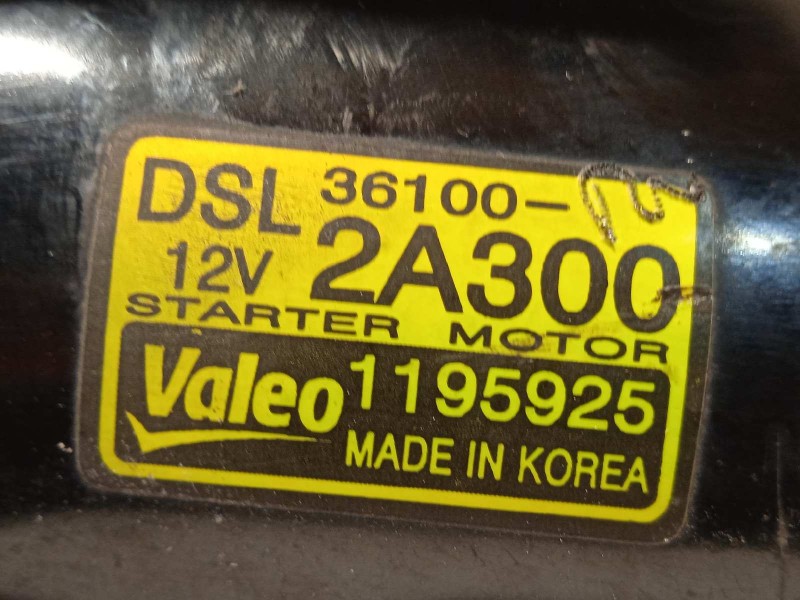 DSL 36100-
12V 2A300
STARTER MOTOR
Valeo 1195925
MADE IN KOREA